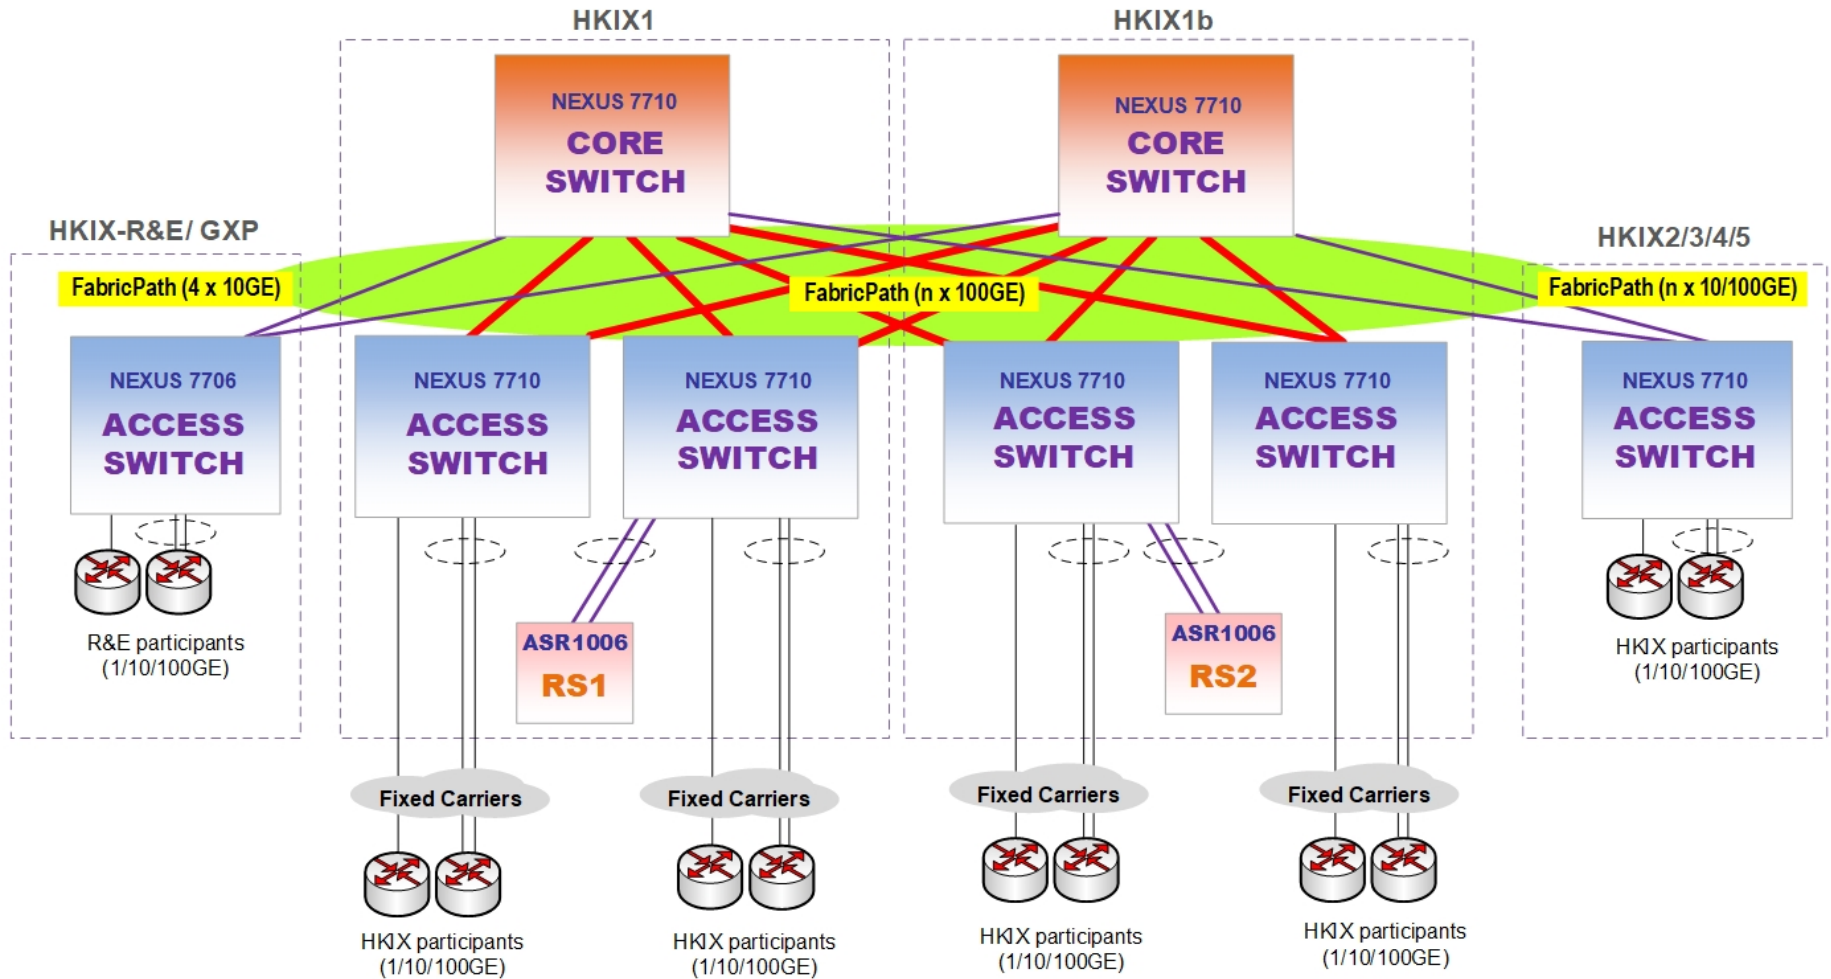 HKIX1
HKIX1b
NEXUS 7710
CORE
SWITCH
NEXUS 7710
CORE
SWITCH
HKIX-R&E/ GXP
HKIX2/3/4/5
FabricPath (4 x 10GE)
FabricPath (n x 100GE)
FabricPath (n x 10/100GE)
NEXUS 7706
ACCESS
SWITCH
NEXUS 7710
ACCESS
SWITCH
NEXUS 7710
ACCESS
SWITCH
NEXUS 7710
ACCESS
SWITCH
NEXUS 7710
ACCESS
SWITCH
NEXUS 7710
ACCESS
SWITCH
R&E participants
(1/10/100GE)
ASR1006
RS1
ASR1006
RS2
HKIX participants
(1/10/100GE)
Fixed Carriers
Fixed Carriers
Fixed Carriers
Fixed Carriers
HKIX participants
(1/10/100GE)
HKIX participants
(1/10/100GE)
HKIX participants
(1/10/100GE)
HKIX participants
(1/10/100GE)